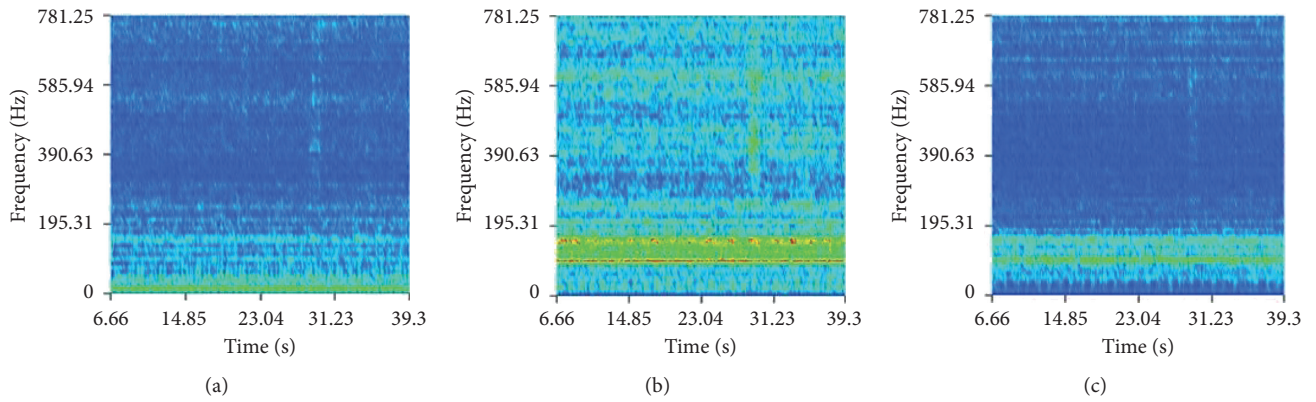 781.25
585.94
390.63
195.31
0
Frequency (Hz)
6.66 14.85 23.04 31.23 39.3
Time (s)
(a)
781.25
585.94
390.63
195.31
0
Frequency (Hz)
6.66 14.85 23.04 31.23 39.3
Time (s)
(b)
781.25
585.94
390.63
195.31
0
Frequency (Hz)
6.66 14.85 23.04 31.23 39.3
Time (s)
(c)